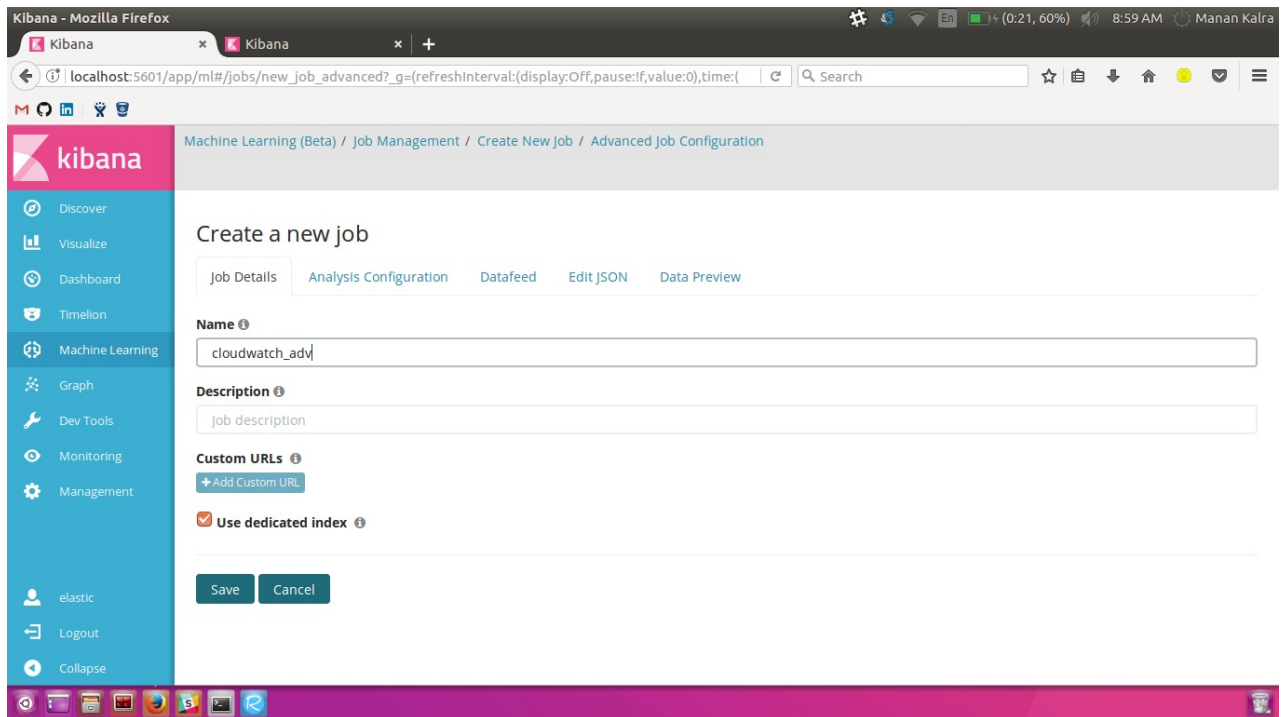 Kibana - Mozilla Firefox
En (0:21, 60%) 8:59 AM Manan Kalra
Kibana × Kibana × +
localhost:5601/app/ml#/jobs/new_job_advanced?_g=(refreshInterval:(display:Off,pause:!f,value:0),time:( Search
kibana
Machine Learning (Beta) / Job Management / Create New Job / Advanced Job Configuration
Discover
Visualize
Dashboard
Timelion
Machine Learning
Graph
Dev Tools
Monitoring
Management
elastic
Logout
Collapse
Create a new job
Job Details Analysis Configuration Datafeed Edit JSON Data Preview
Name
cloudwatch_adv
Description
Job description
Custom URLs
+ Add Custom URL
Use dedicated index
Save Cancel